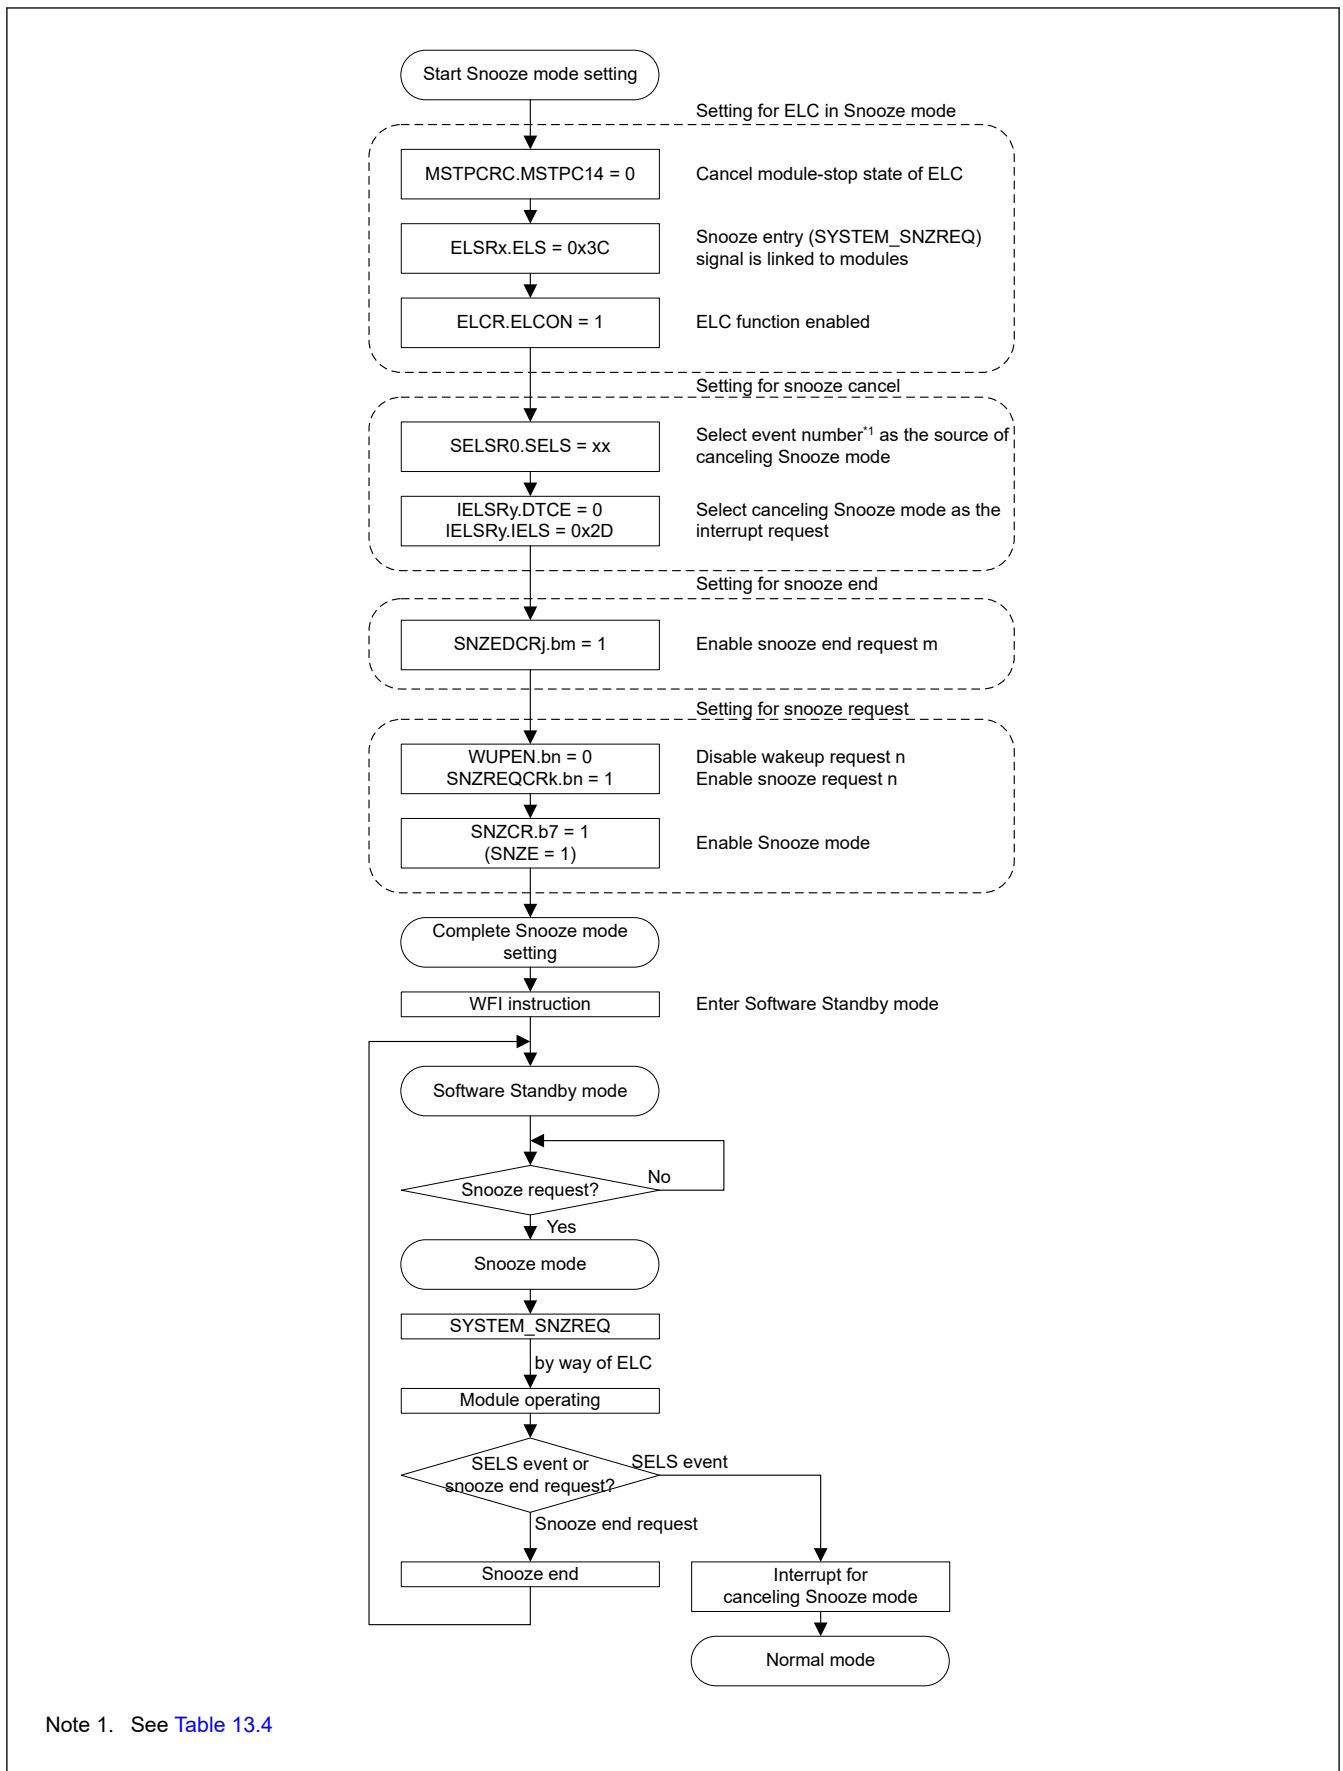 Start Snooze mode setting
Setting for ELC in Snooze mode
MSTPCRC.MSTPC14 = 0
Cancel module-stop state of ELC
ELSRx.ELS = 0x3C
Snooze entry (SYSTEM_SNZREQ)
signal is linked to modules
ELCR.ELCON = 1
ELC function enabled
Setting for snooze cancel
SELSR0.SELS = xx
Select event number*1 as the source of
canceling Snooze mode
IELSRy.DTCE = 0
IELSRy.IELS = 0x2D
Select canceling Snooze mode as the
interrupt request
Setting for snooze end
SNZEDCRj.bm = 1
Enable snooze end request m
Setting for snooze request
WUPEN.bn = 0
SNZREQCRk.bn = 1
Disable wakeup request n
Enable snooze request n
SNZCR.b7 = 1
(SNZE = 1)
Enable Snooze mode
Complete Snooze mode
setting
WFI instruction
Enter Software Standby mode
Software Standby mode
Snooze request?
No
Yes
Snooze mode
SYSTEM_SNZREQ
by way of ELC
Module operating
SELS event or
snooze end request?
SELS event
Snooze end request
Snooze end
Interrupt for
canceling Snooze mode
Normal mode
Note 1. See Table 13.4